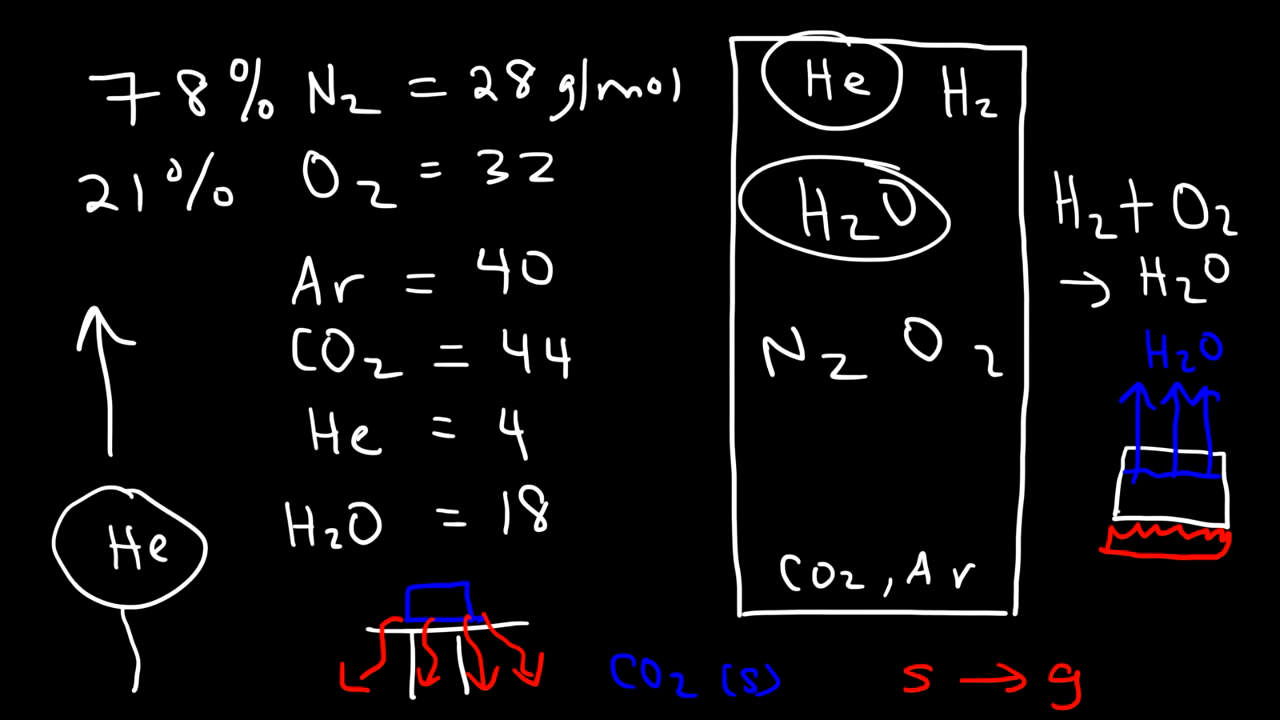 78% N₂ = 28 g/mol
21% O₂ = 32
Ar = 40
CO₂ = 44
He = 4
H₂O = 18
He
He H₂
H₂O
N₂ O₂
CO₂, Ar
H₂ + O₂
→ H₂O
H₂O
CO₂ (s)
s → g